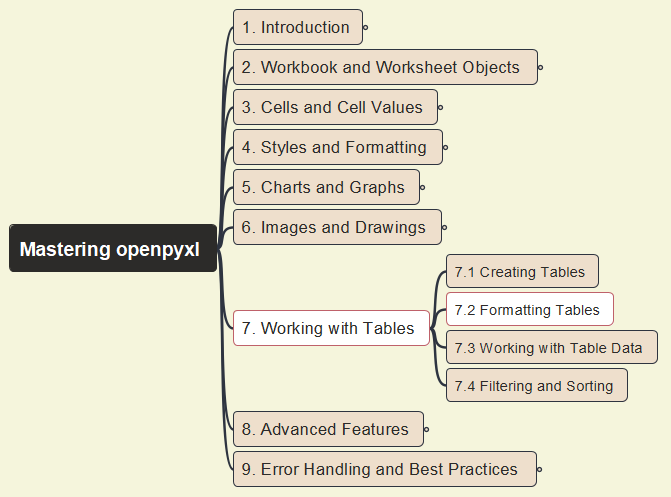 Mastering openpyxl
1. Introduction
2. Workbook and Worksheet Objects
3. Cells and Cell Values
4. Styles and Formatting
5. Charts and Graphs
6. Images and Drawings
7. Working with Tables
7.1 Creating Tables
7.2 Formatting Tables
7.3 Working with Table Data
7.4 Filtering and Sorting
8. Advanced Features
9. Error Handling and Best Practices